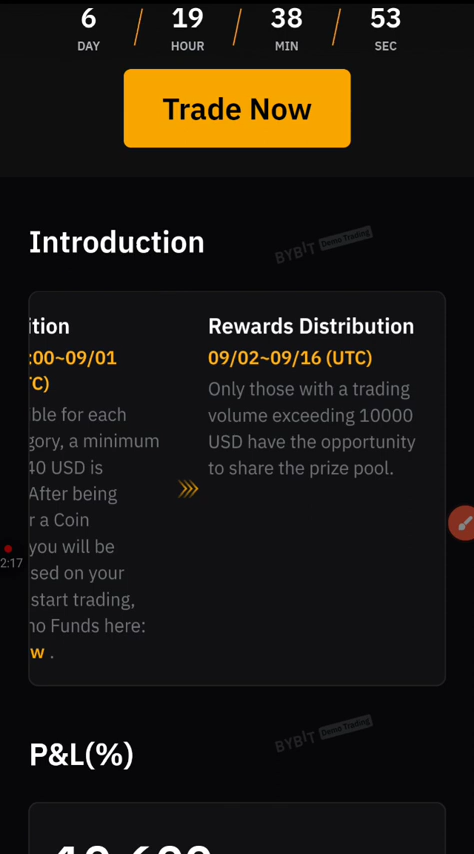 6 / 19 / 38 / 53
DAY HOUR MIN SEC
Trade Now
Introduction
BYBIT Demo Trading
ition
:00~09/01
TC)
ible for each
gory, a minimum
40 USD is
After being
r a Coin
you will be
sed on your
start trading,
no Funds here:
w .
Rewards Distribution
09/02~09/16 (UTC)
Only those with a trading
volume exceeding 10000
USD have the opportunity
to share the prize pool.
2:17
BYBIT Demo Trading
P&L(%)